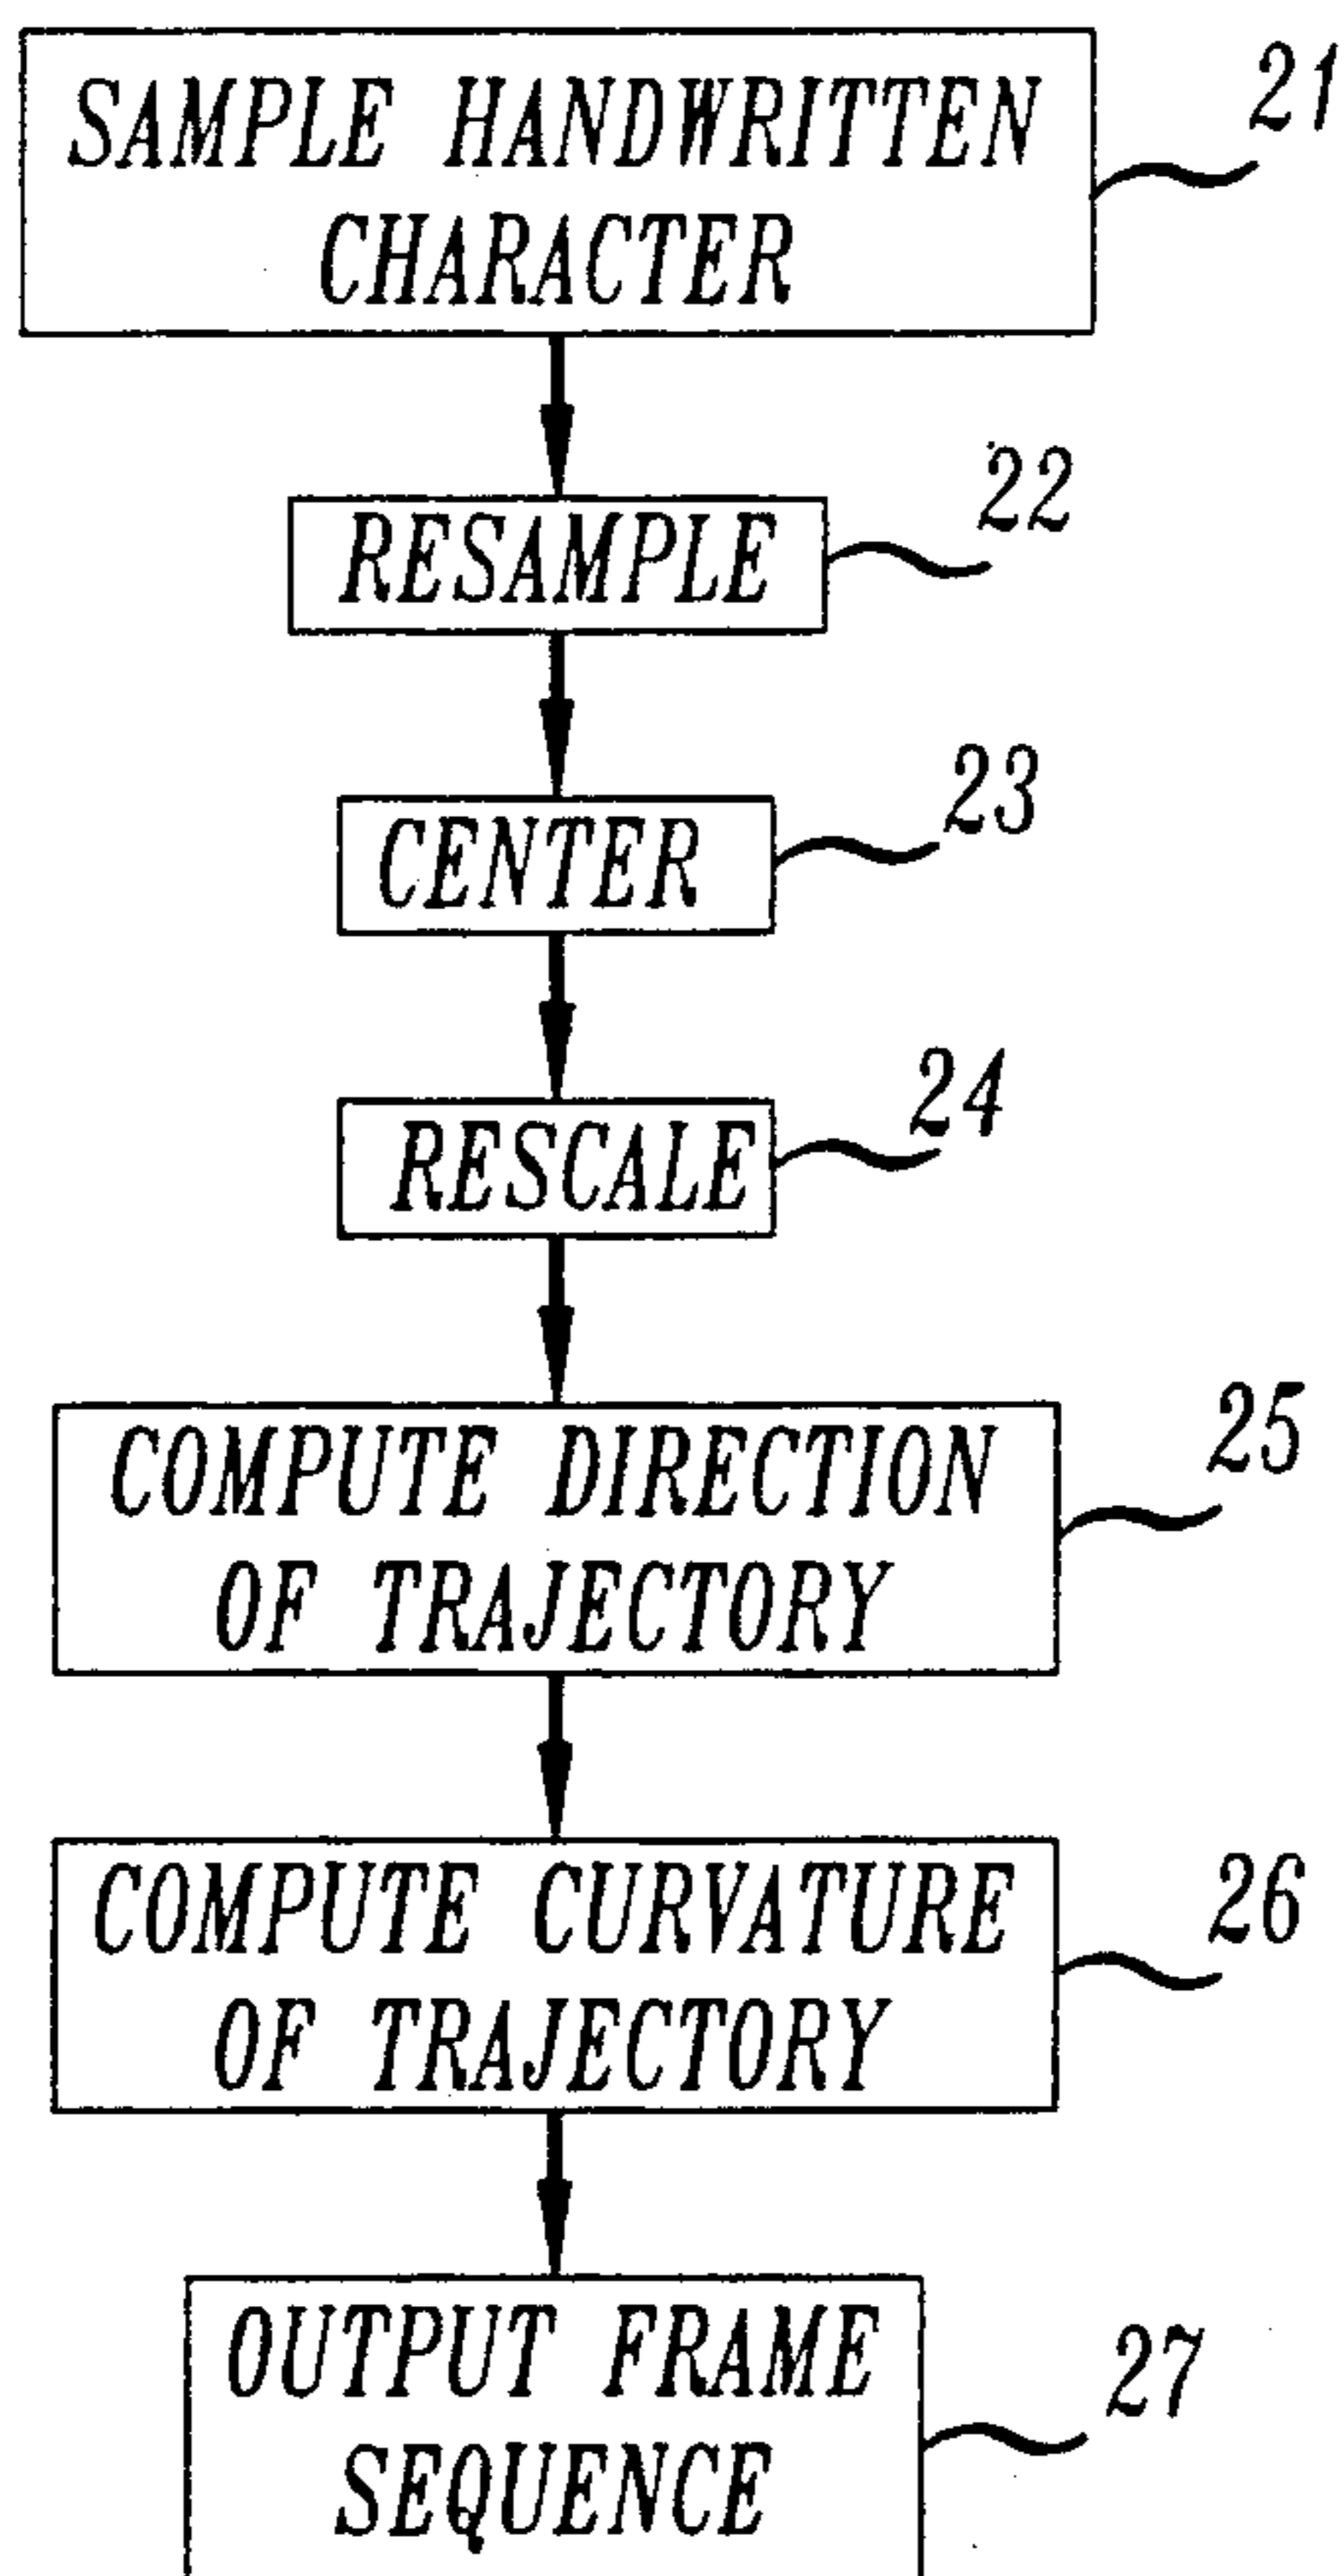 SAMPLE HANDWRITTEN
CHARACTER
21
RESAMPLE
22
CENTER
23
RESCALE
24
COMPUTE DIRECTION
OF TRAJECTORY
25
COMPUTE CURVATURE
OF TRAJECTORY
26
OUTPUT FRAME
SEQUENCE
27